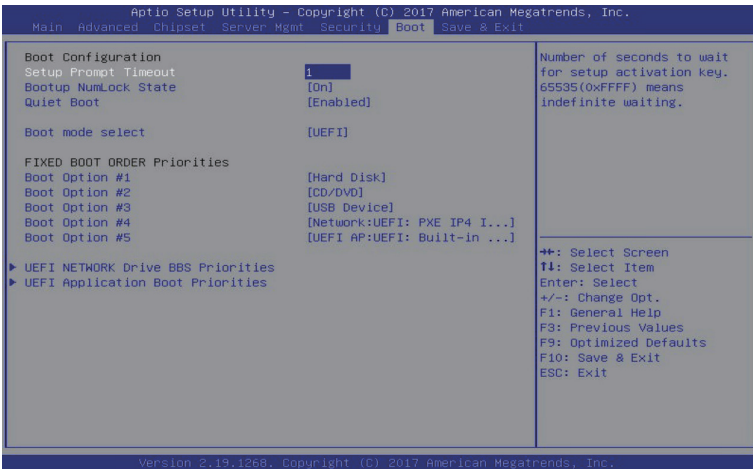 Aptio Setup Utility – Copyright (C) 2017 American Megatrends, Inc.
Main Advanced Chipset Server Mgmt Security Boot Save & Exit
Boot Configuration
Setup Prompt Timeout 1
Bootup NumLock State [On]
Quiet Boot [Enabled]
Boot mode select [UEFI]
FIXED BOOT ORDER Priorities
Boot Option #1 [Hard Disk]
Boot Option #2 [CD/DVD]
Boot Option #3 [USB Device]
Boot Option #4 [Network:UEFI: PXE IP4 I...]
Boot Option #5 [UEFI AP:UEFI: Built-in ...]
▶ UEFI NETWORK Drive BBS Priorities
▶ UEFI Application Boot Priorities
Number of seconds to wait
for setup activation key.
65535(0xFFFF) means
indefinite waiting.
→←: Select Screen
↑↓: Select Item
Enter: Select
+/-: Change Opt.
F1: General Help
F3: Previous Values
F9: Optimized Defaults
F10: Save & Exit
ESC: Exit
Version 2.19.1268. Copyright (C) 2017 American Megatrends, Inc.